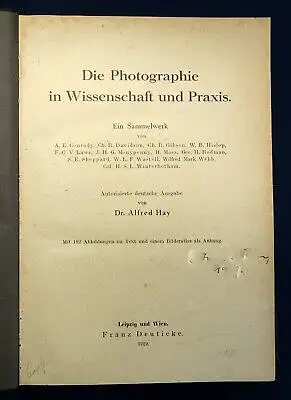 Die Photographie
in Wissenschaft und Praxis.
Ein Sammelwerk
von
A. E. Conrady, Ch. R. Davidson, Ch. R. Gibson, W. B. Hislop,
F. C. V. Laws, J. H. G. Monypenny, H. Moss, Geo. H. Rodman,
S. E. Sheppard, W. L. F. Wastell, Wilfred Mark Webb,
Col. H. S. L. Winterbotham.
Autorisierte deutsche Ausgabe
von
Dr. Alfred Hay
Mit 192 Abbildungen im Text und einem Bilderatlas als Anhang.
Leipzig und Wien.
Franz Deuticke.